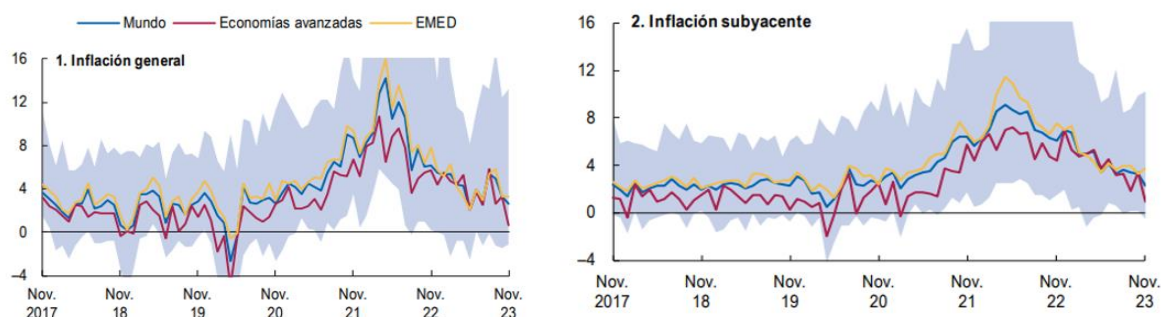 Mundo Economías avanzadas EMED
1. Inflación general
16
12
8
4
0
–4
Nov. 2017
Nov. 18
Nov. 19
Nov. 20
Nov. 21
Nov. 22
Nov. 23
2. Inflación subyacente
16
12
8
4
0
–4
Nov. 2017
Nov. 18
Nov. 19
Nov. 20
Nov. 21
Nov. 22
Nov. 23